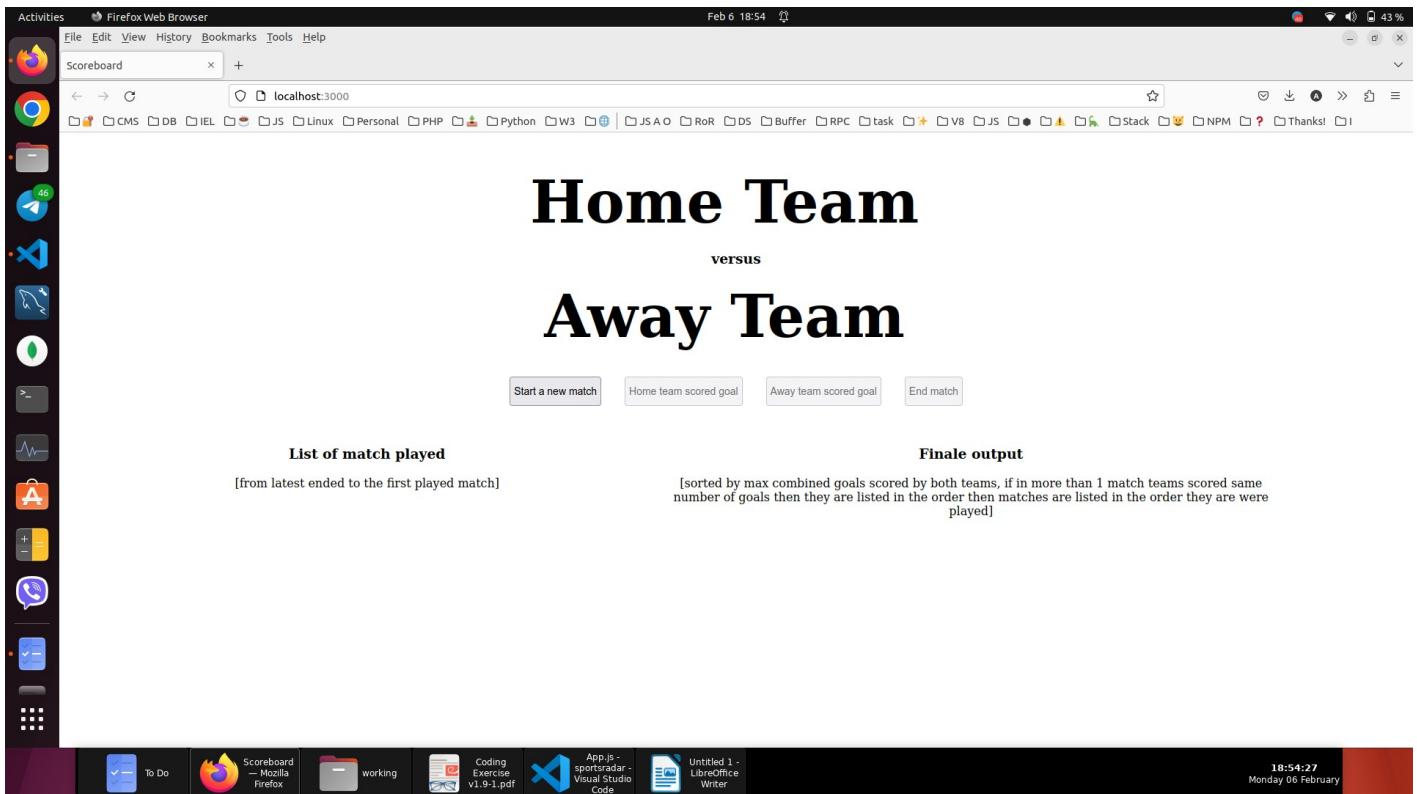 Activities Firefox Web Browser Feb 6 18:54 43 %
File Edit View History Bookmarks Tools Help
Scoreboard × +
localhost:3000
CMS DB IEL JS Linux Personal PHP Python W3 JS A O RoR DS Buffer RPC task V8 JS Stack NPM Thanks! I
46
Home Team
versus
Away Team
Start a new match Home team scored goal Away team scored goal End match
List of match played
[from latest ended to the first played match]
Finale output
[sorted by max combined goals scored by both teams, if in more than 1 match teams scored same
number of goals then they are listed in the order then matches are listed in the order they are were
played]
To Do
Scoreboard
— Mozilla
Firefox
working
Coding
Exercise
v1.9-1.pdf
App.js -
sportsradar -
Visual Studio
Code
Untitled 1 -
LibreOffice
Writer
18:54:27
Monday 06 February